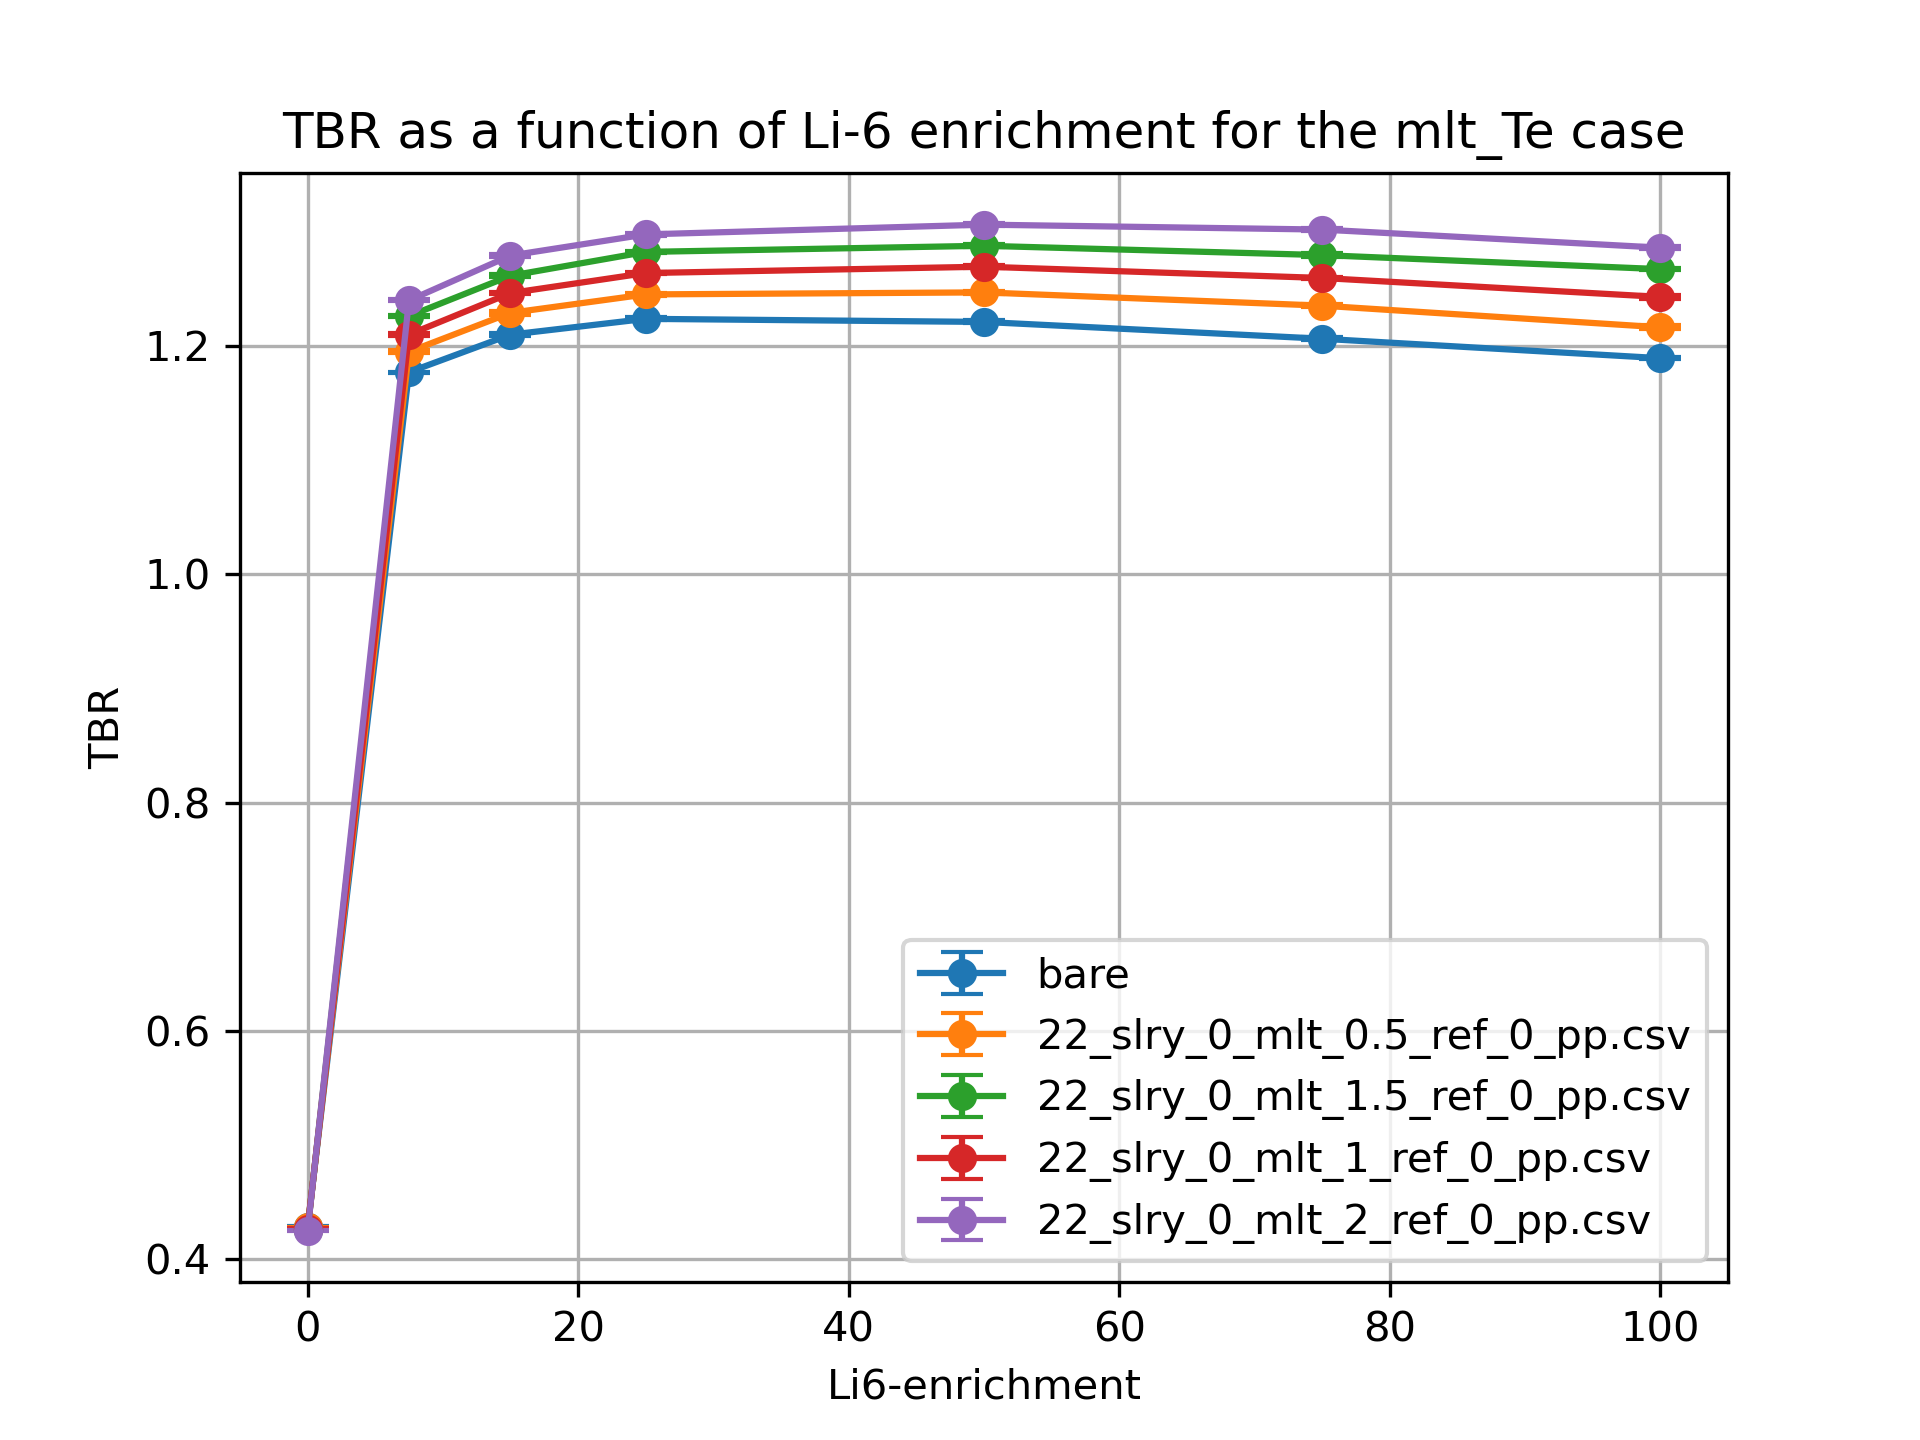 TBR as a function of Li-6 enrichment for the mlt_Te case
1.2
1.0
0.8
0.6
0.4
TBR
bare
22_slry_0_mlt_0.5_ref_0_pp.csv
22_slry_0_mlt_1.5_ref_0_pp.csv
22_slry_0_mlt_1_ref_0_pp.csv
22_slry_0_mlt_2_ref_0_pp.csv
0 20 40 60 80 100
Li6-enrichment